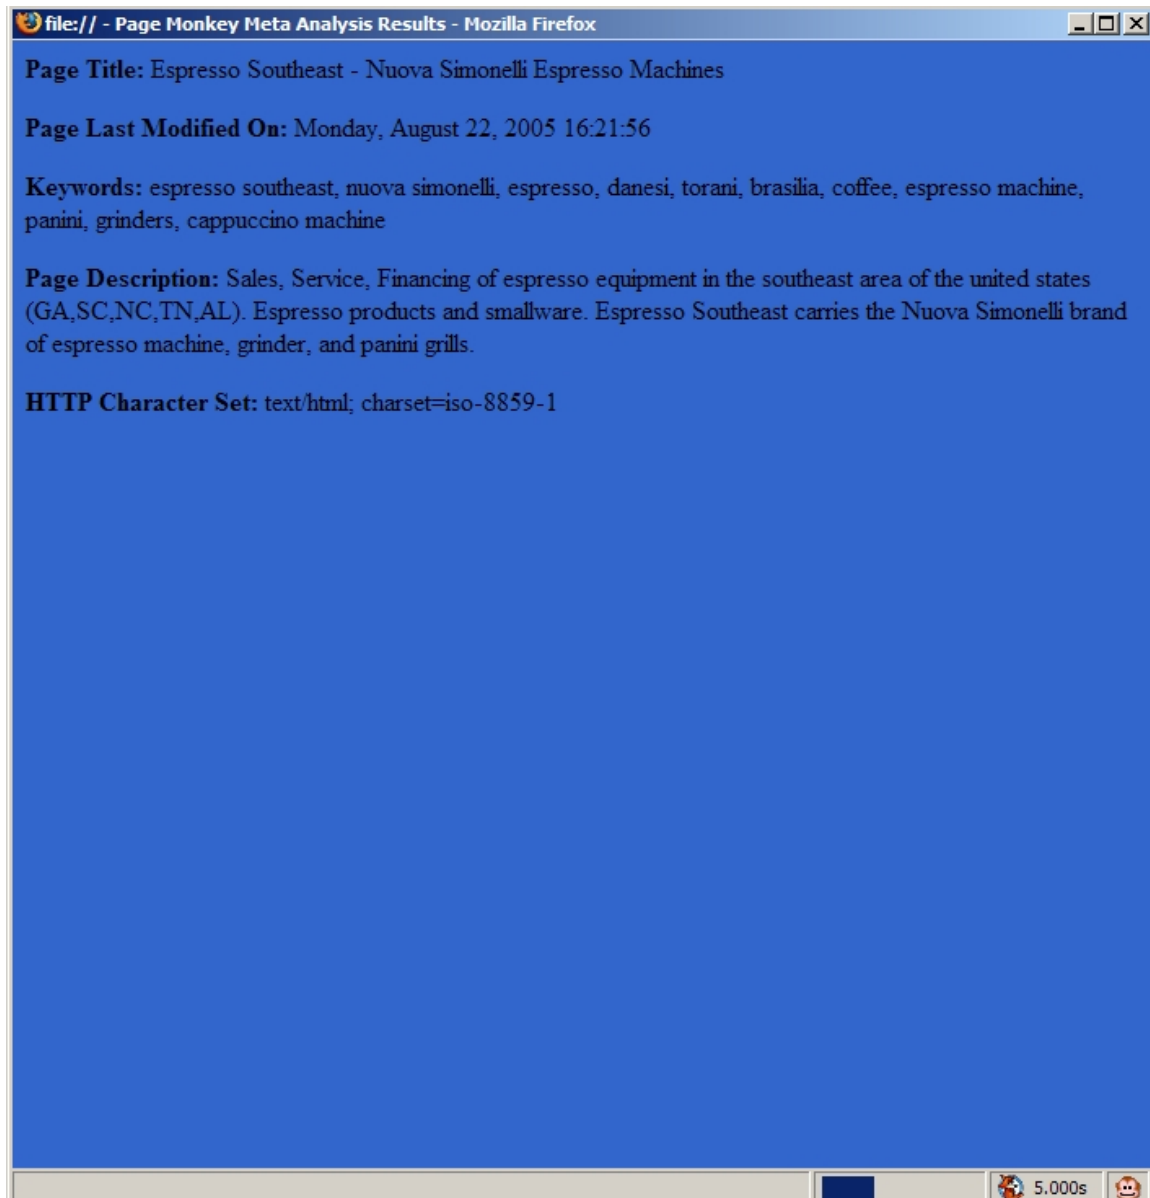 file:// - Page Monkey Meta Analysis Results - Mozilla Firefox
Page Title: Espresso Southeast - Nuova Simonelli Espresso Machines
Page Last Modified On: Monday, August 22, 2005 16:21:56
Keywords: espresso southeast, nuova simonelli, espresso, danesi, torani, brasilia, coffee, espresso machine,
panini, grinders, cappuccino machine
Page Description: Sales, Service, Financing of espresso equipment in the southeast area of the united states
(GA,SC,NC,TN,AL). Espresso products and smallware. Espresso Southeast carries the Nuova Simonelli brand
of espresso machine, grinder, and panini grills.
HTTP Character Set: text/html; charset=iso-8859-1
5.000s